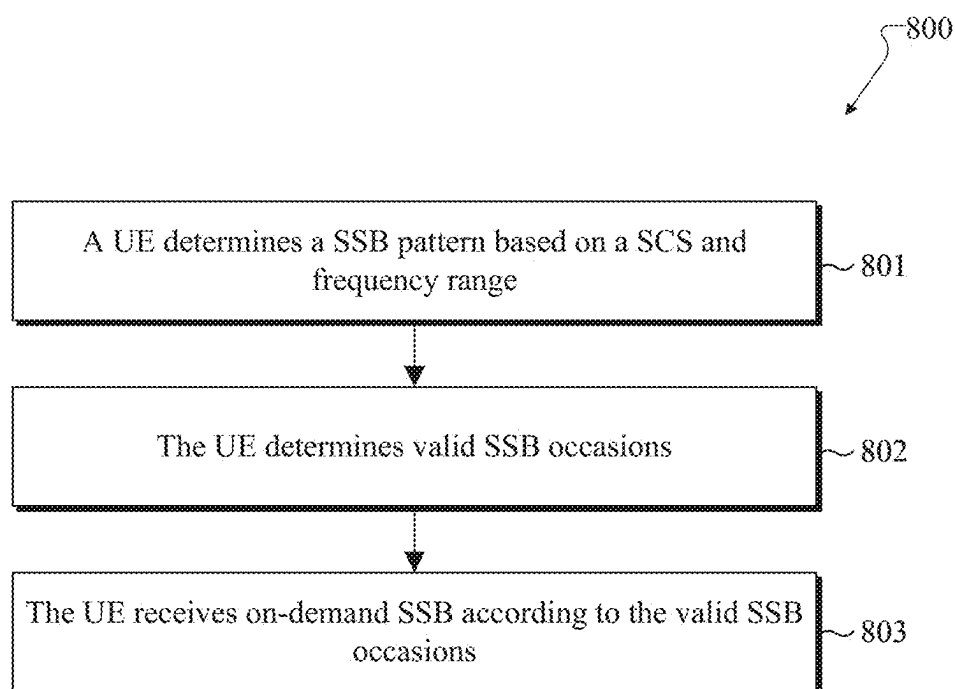 800
A UE determines a SSB pattern based on a SCS and
frequency range
801
The UE determines valid SSB occasions
802
The UE receives on-demand SSB according to the valid SSB
occasions
803